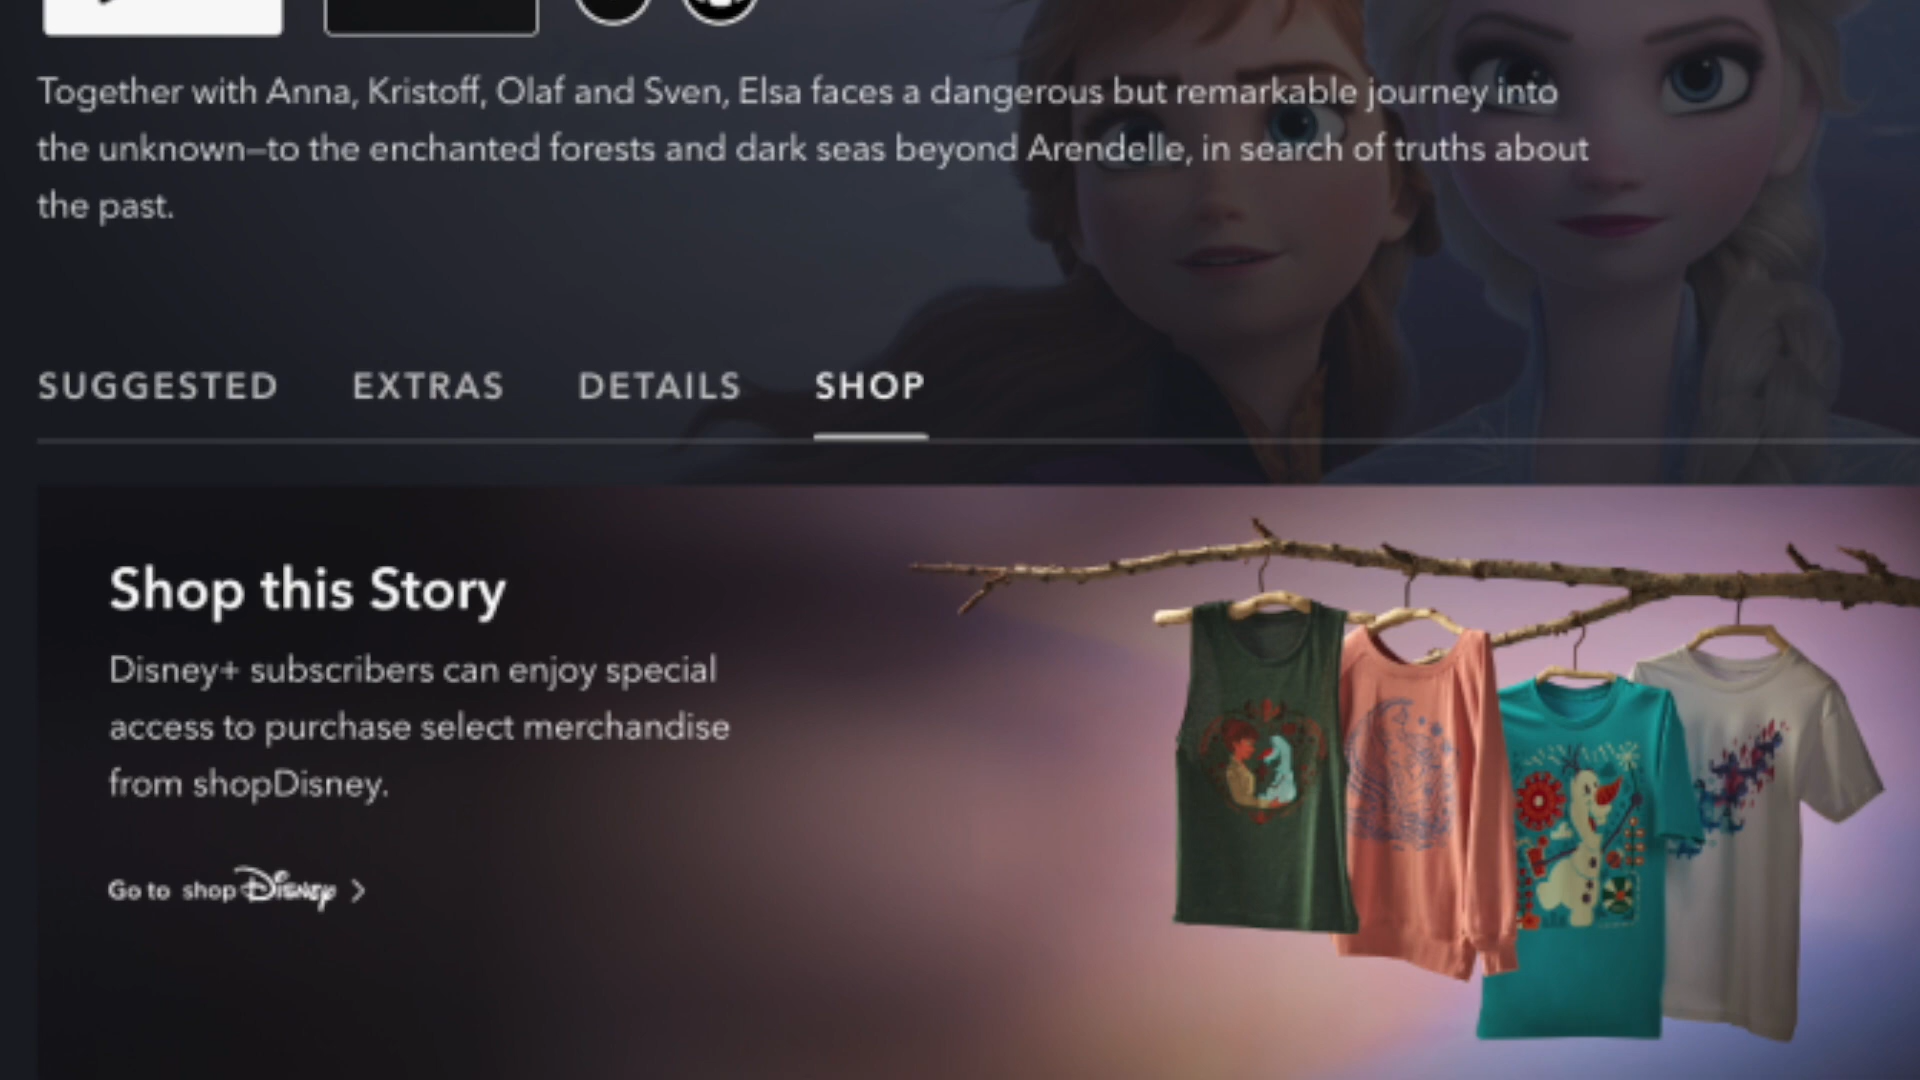 Together with Anna, Kristoff, Olaf and Sven, Elsa faces a dangerous but remarkable journey into
the unknown–to the enchanted forests and dark seas beyond Arendelle, in search of truths about
the past.
SUGGESTED EXTRAS DETAILS SHOP
Shop this Story
Disney+ subscribers can enjoy special
access to purchase select merchandise
from shopDisney.
Go to shopDisney >